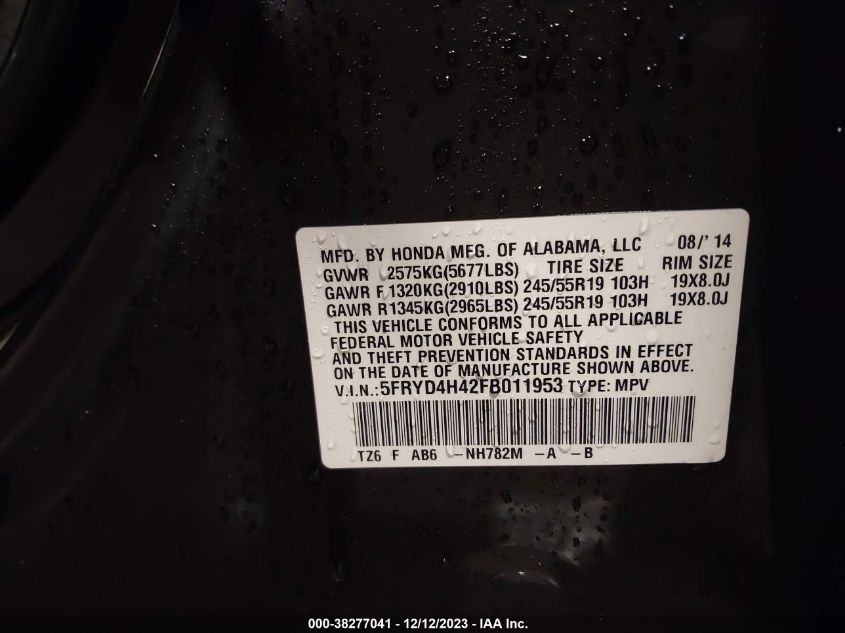 MFD. BY HONDA MFG. OF ALABAMA, LLC 08/'14
GVWR 2575KG(5677LBS) TIRE SIZE RIM SIZE
GAWR F1320KG(2910LBS) 245/55R19 103H 19X8.0J
GAWR R1345KG(2965LBS) 245/55R19 103H 19X8.0J
THIS VEHICLE CONFORMS TO ALL APPLICABLE
FEDERAL MOTOR VEHICLE SAFETY
AND THEFT PREVENTION STANDARDS IN EFFECT
ON THE DATE OF MANUFACTURE SHOWN ABOVE.
V.I.N.:5FRYD4H42FB011953 TYPE: MPV
TZ6 F AB6 -NH782M -A -B
000-38277041 - 12/12/2023 - IAA Inc.